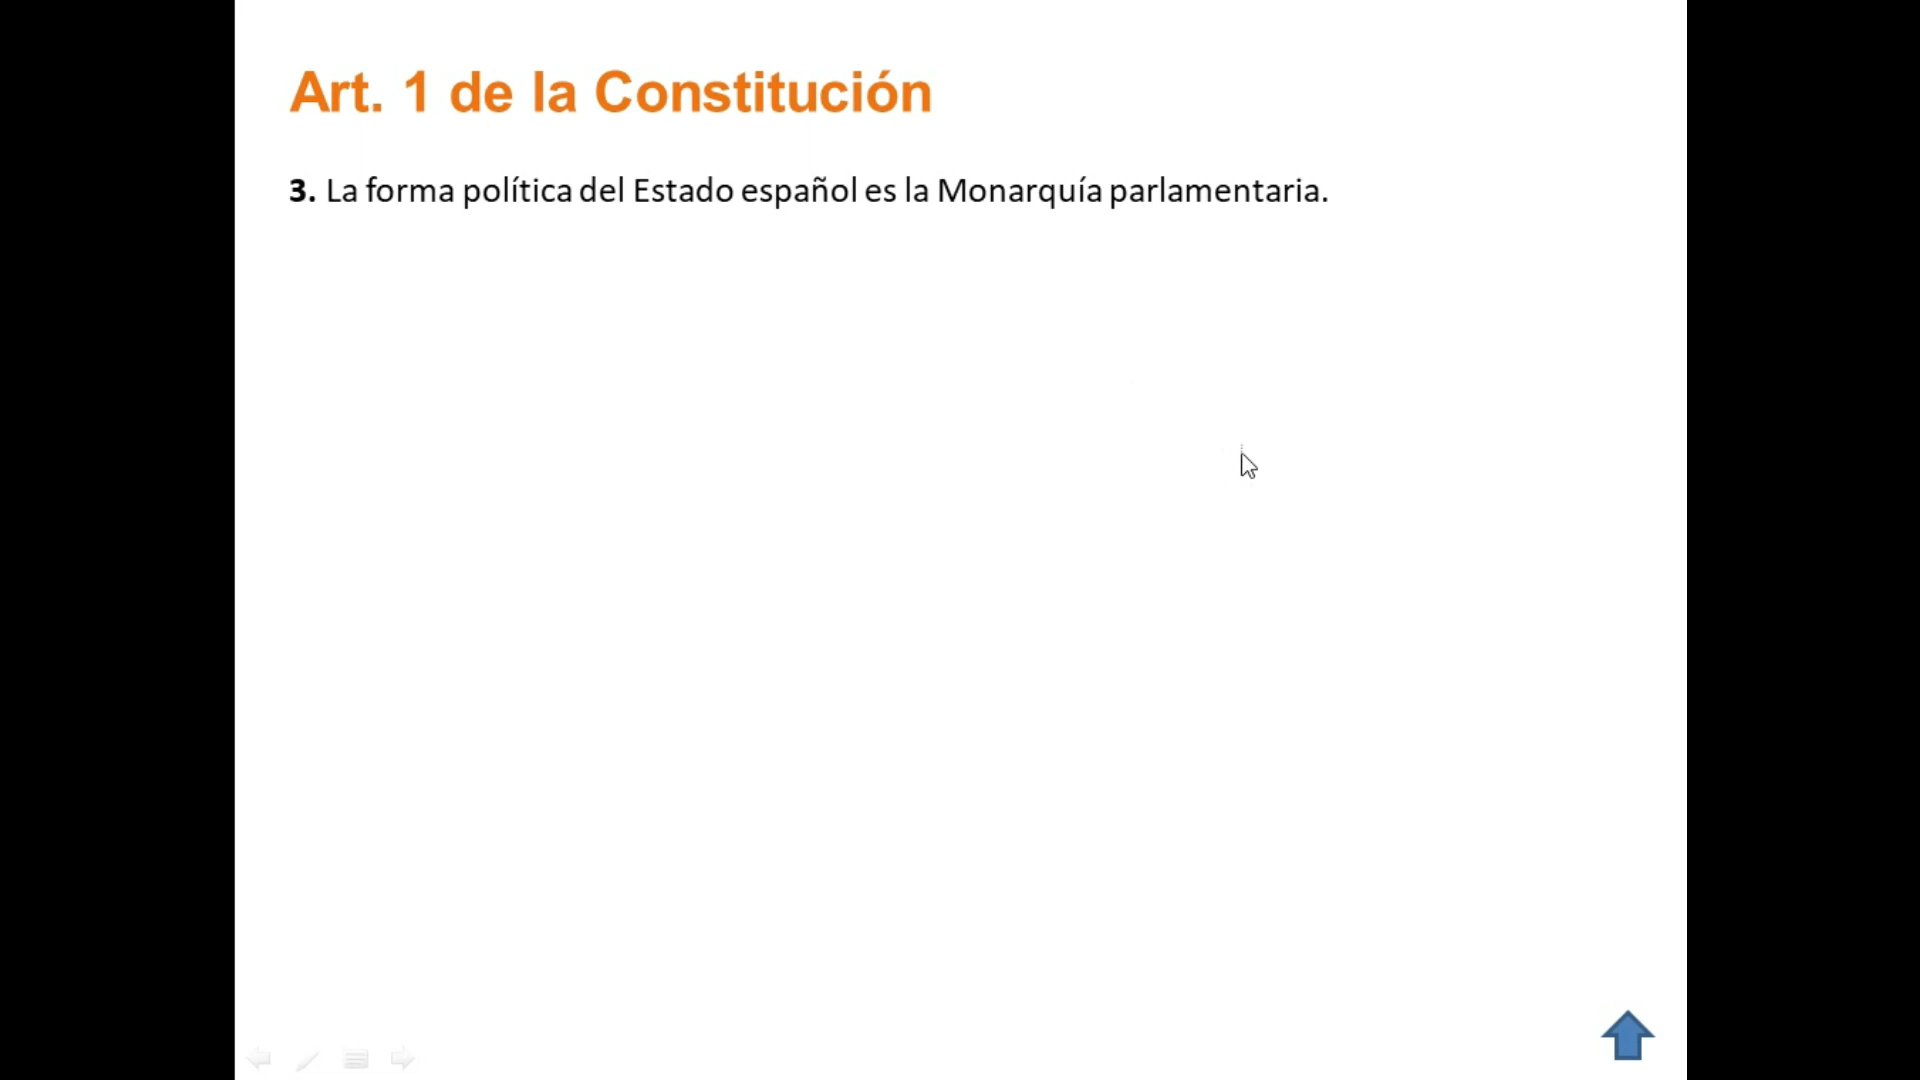 Art. 1 de la Constitución
3. La forma política del Estado español es la Monarquía parlamentaria.